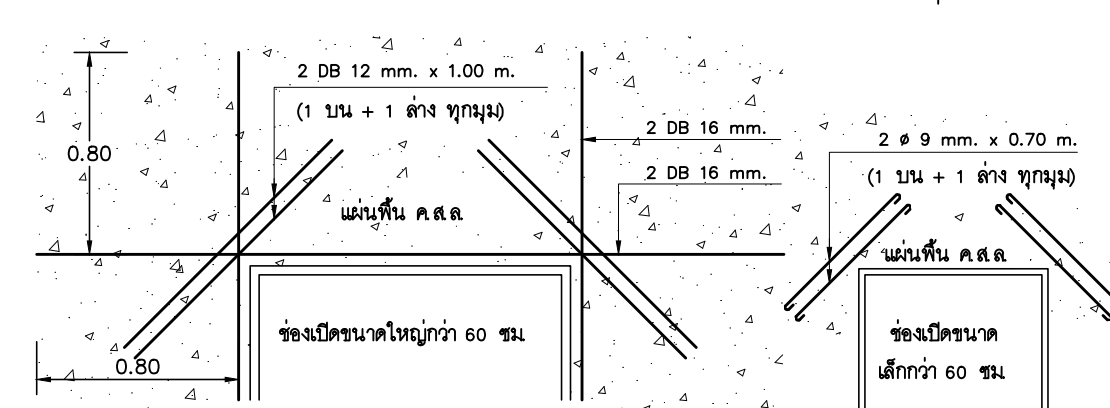 2 DB 12 mm. x 1.00 m.
(1 บน + 1 ล่าง ทุกมุม)
0.80
2 DB 16 mm.
2 DB 16 mm.
แผ่นพื้น ค.ส.ล.
ช่องเปิดขนาดใหญ่กว่า 60 ซม.
0.80
2 ø 9 mm. x 0.70 m.
(1 บน + 1 ล่าง ทุกมุม)
แผ่นพื้น ค.ส.ล.
ช่องเปิดขนาด
เล็กกว่า 60 ซม.